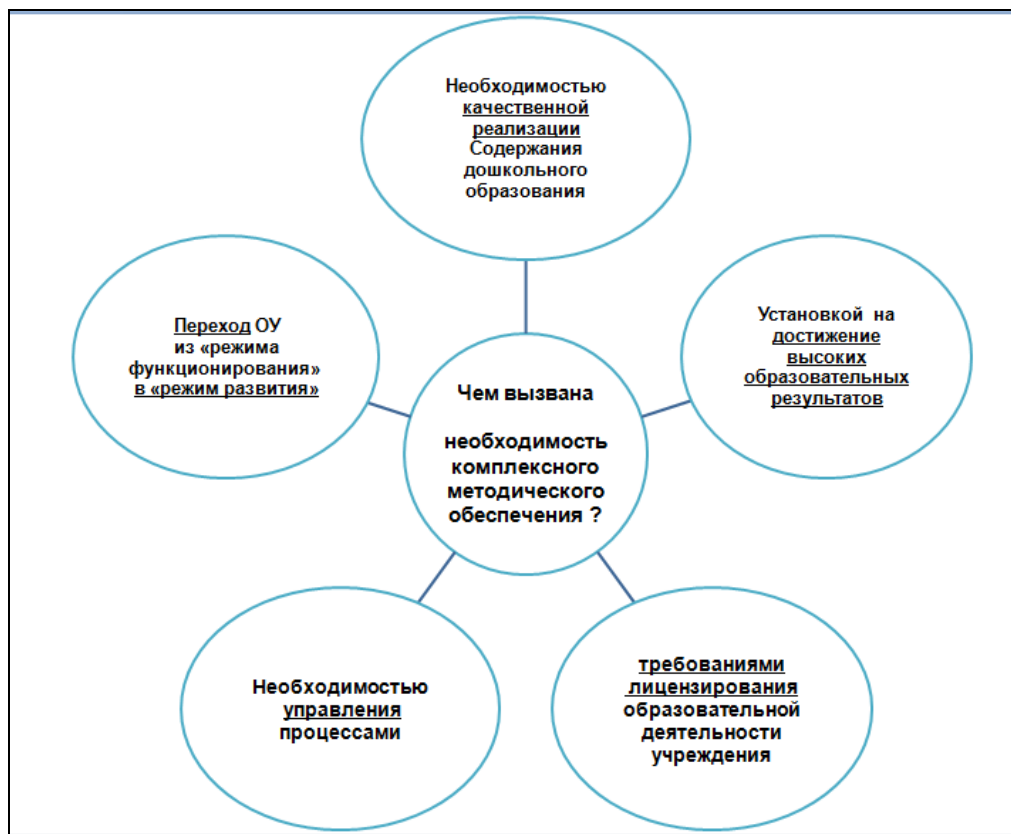 Необходимостью
качественной
реализации
Содержания
дошкольного
образования
Переход ОУ
из «режима
функционирования»
в «режим развития»
Установкой на
достижение
высоких
образовательных
результатов
Чем вызвана
необходимость
комплексного
методического
обеспечения ?
Необходимостью
управления
процессами
требованиями
лицензирования
образовательной
деятельности
учреждения